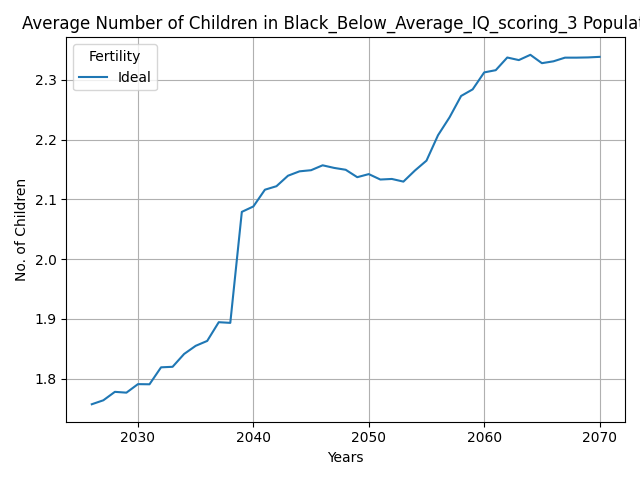 Average Number of Children in Black_Below_Average_IQ_scoring_3 Populat
Fertility
Ideal
2.3
2.2
2.1
2.0
1.9
1.8
No. of Children
2030 2040 2050 2060 2070
Years